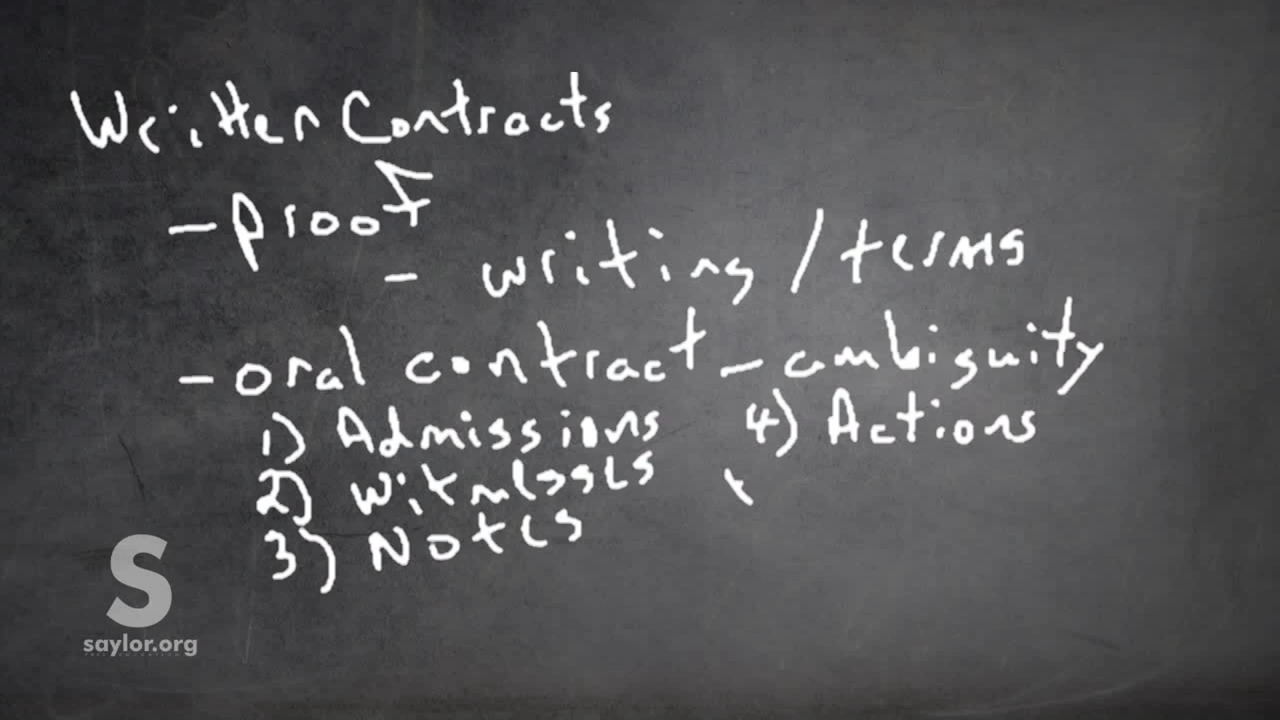 Written Contracts
- proof
- writing / terms
- oral contract - ambiguity
1) Admissions 4) Actions
2) Witnesses
3) Notes
S
saylor.org